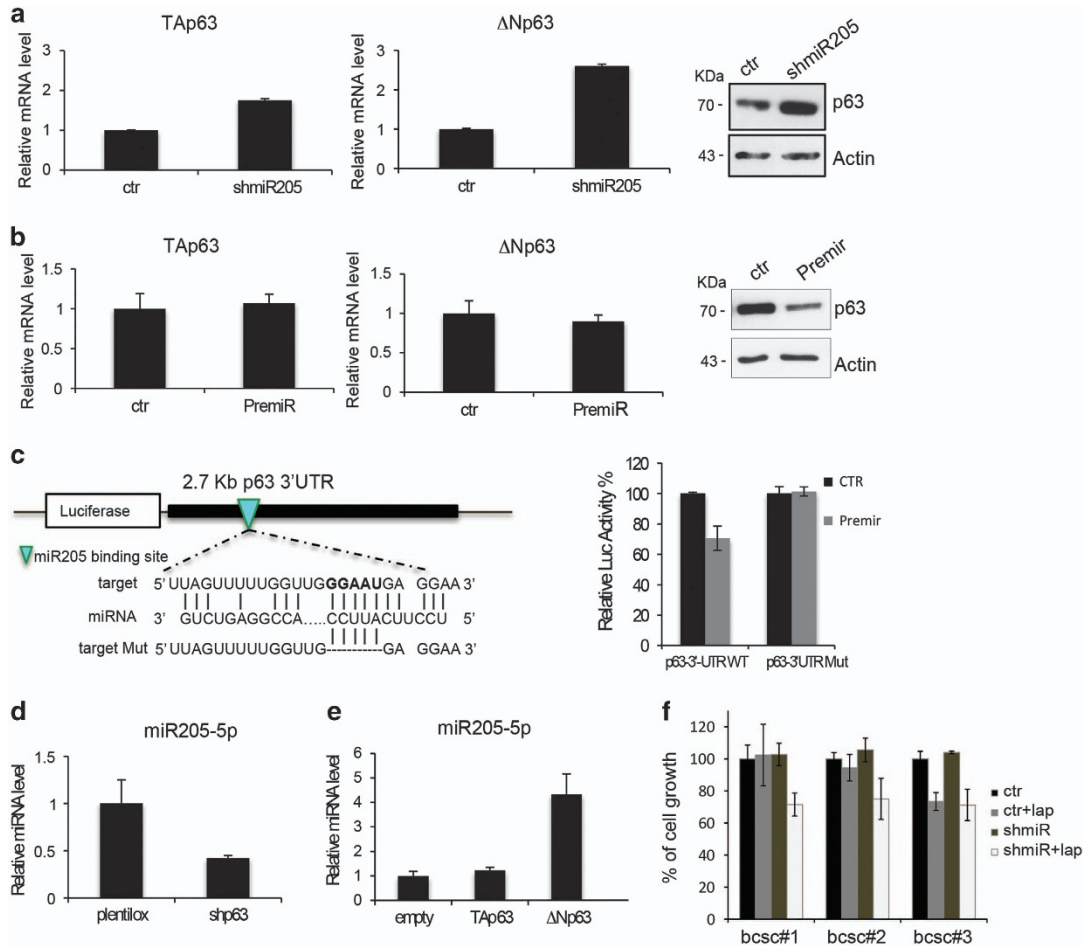 a
TAp63
Relative mRNA level
3
2
1
0
ctr
shmiR205
ΔNp63
Relative mRNA level
3
2
1
0
ctr
shmiR205
KDa
ctr
shmiR205
70 -
p63
43 -
Actin
b
TAp63
Relative mRNA level
1.5
1
0.5
0
ctr
PremiR
ΔNp63
Relative mRNA level
1.5
1
0.5
0
ctr
PremiR
KDa
ctr
Premir
70 -
p63
43 -
Actin
c
2.7 Kb p63 3'UTR
Luciferase
miR205 binding site
target 5' UUAGUUUUUGGUUGGGAAUGA GGAA 3'
miRNA 3' GUCUGAGGCCA.....CCUUACUUCCU 5'
target Mut 5' UUAGUUUUUGGUUG-----------GA GGAA 3'
Relative Luc Activity %
120
100
80
60
40
20
0
p63-3'-UTR WT
p63-3'UTR Mut
CTR
Premir
d
miR205-5p
Relative miRNA level
1.5
1
0.5
0
plentilox
shp63
e
miR205-5p
Relative miRNA level
6
5
4
3
2
1
0
empty
TAp63
ΔNp63
f
% of cell growth
120
100
80
60
40
20
0
bcsc#1
bcsc#2
bcsc#3
ctr
ctr+lap
shmiR
shmiR+lap